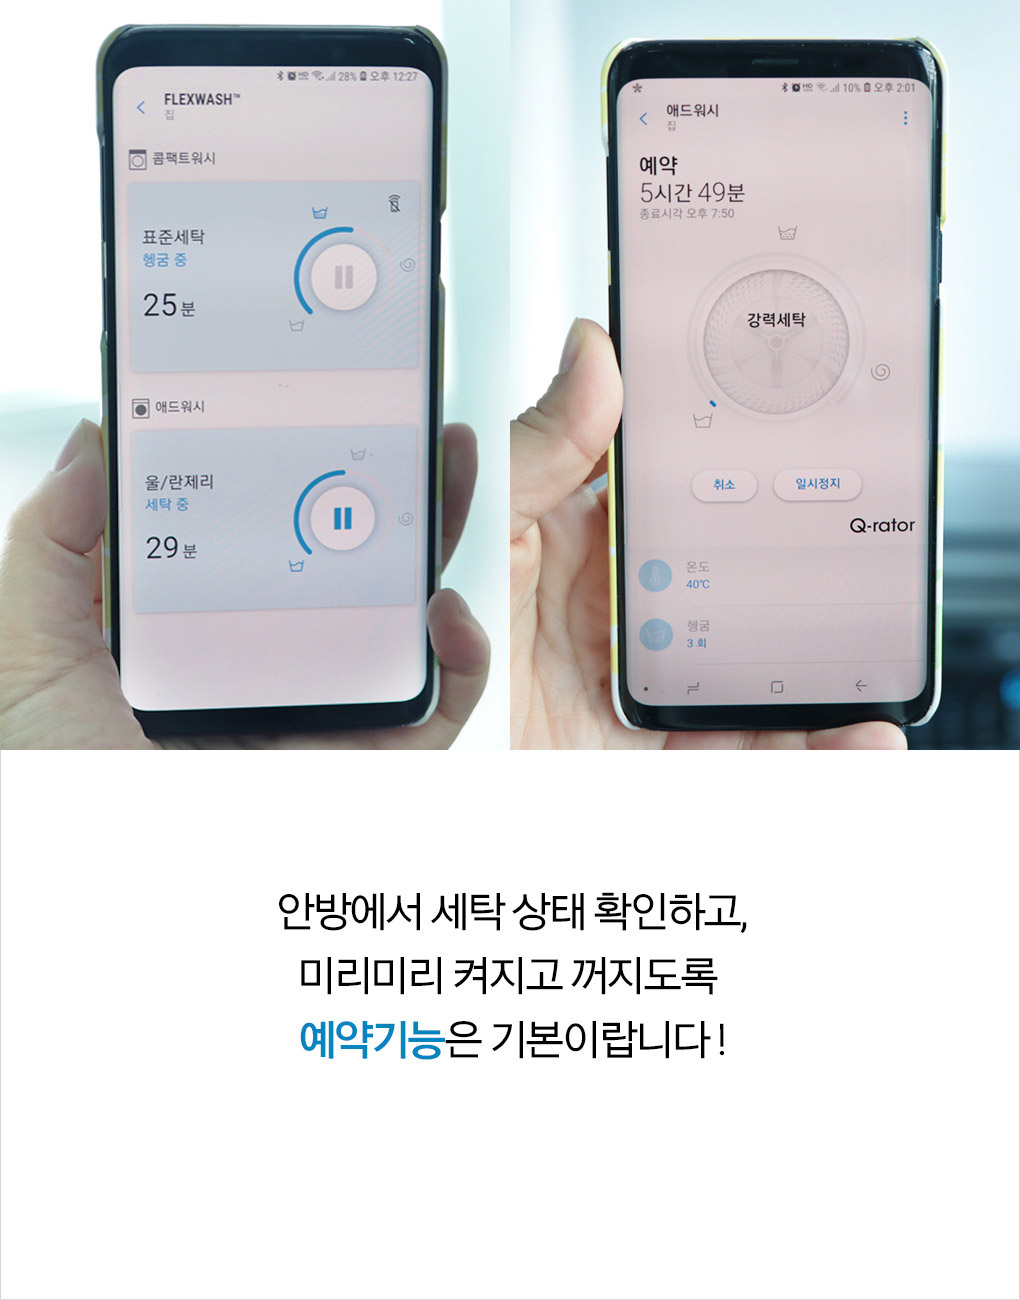 28% 오후 12:27
FLEXWASH™
집
콤팩트워시
표준세탁
헹굼 중
25분
애드워시
울/란제리
세탁 중
29분
10% 오후 2:01
애드워시
집
예약
5시간 49분
종료시각 오후 7:50
강력세탁
취소
일시정지
Q-rator
온도
40℃
헹굼
3 회
안방에서 세탁 상태 확인하고,
미리미리 켜지고 꺼지도록
예약기능은 기본이랍니다!